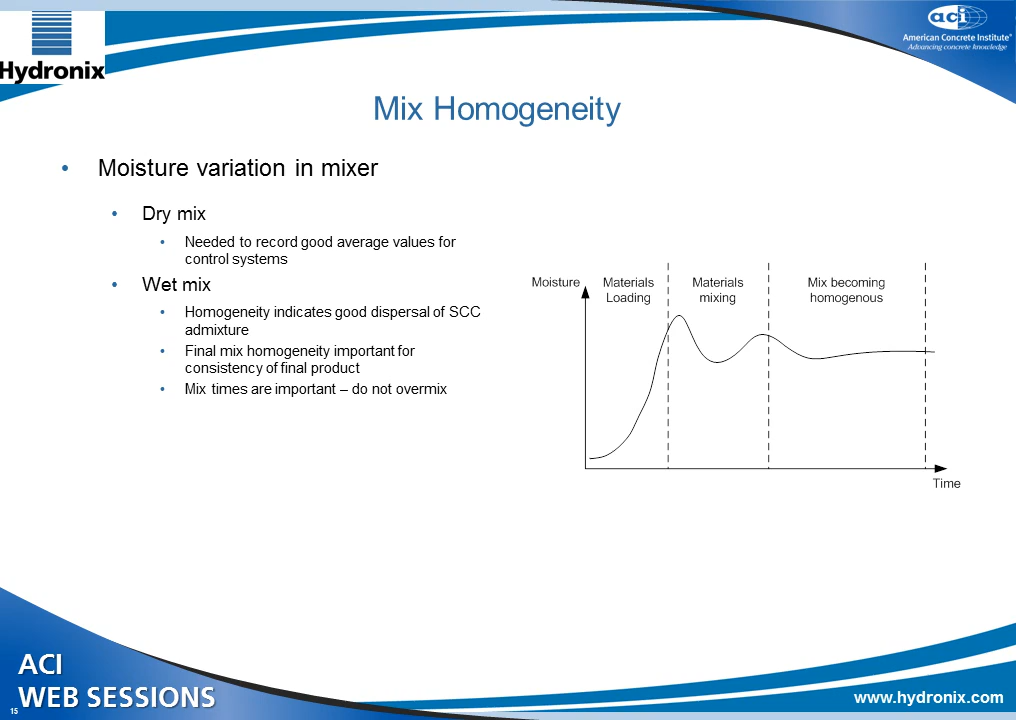 aci
American Concrete Institute®
Advancing concrete knowledge
Hydronix
Mix Homogeneity
• Moisture variation in mixer
• Dry mix
• Needed to record good average values for
control systems
• Wet mix
• Homogeneity indicates good dispersal of SCC
admixture
• Final mix homogeneity important for
consistency of final product
• Mix times are important – do not overmix
Moisture
Materials
Loading
Materials
mixing
Mix becoming
homogenous
Time
ACI
WEB SESSIONS
15
www.hydronix.com